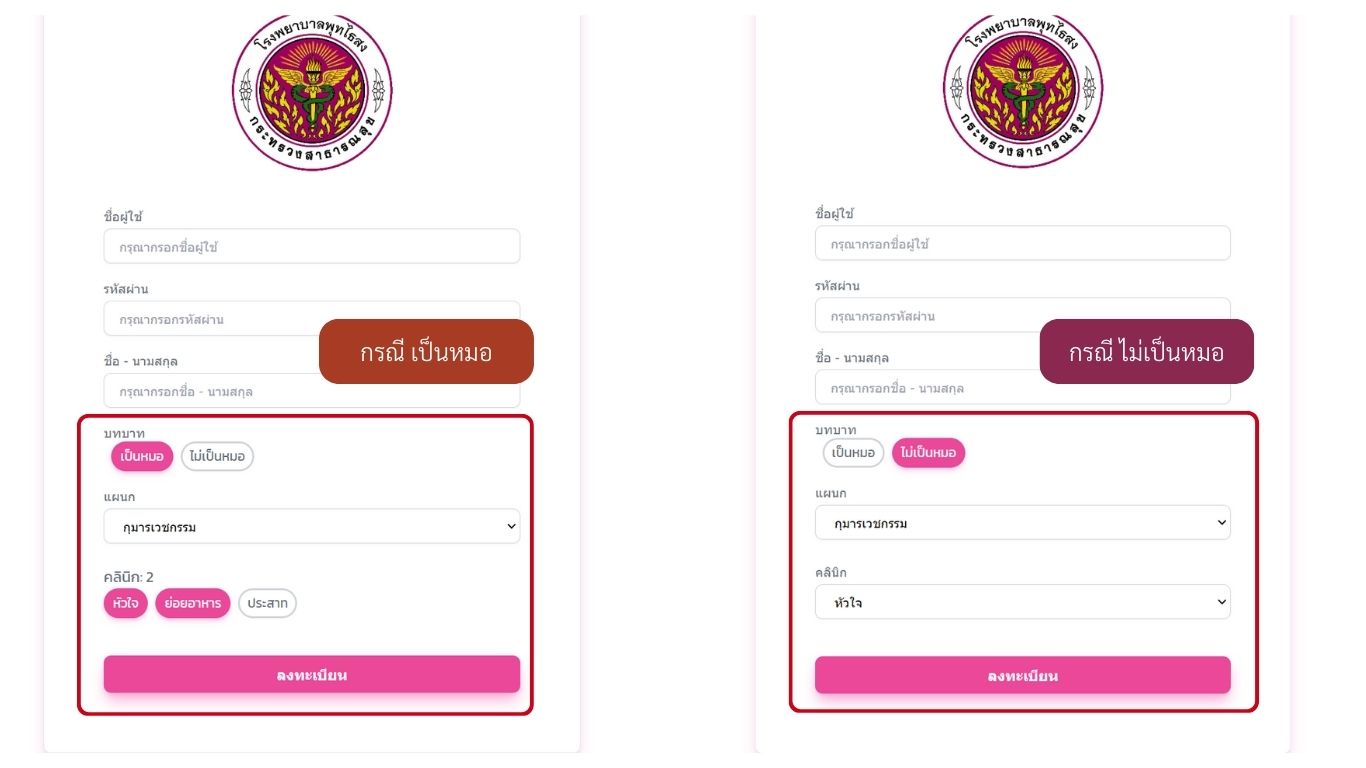 โรงพยาบาลพุทไธสง
กระทรวงสาธารณสุข
ชื่อผู้ใช้
กรุณากรอกชื่อผู้ใช้
รหัสผ่าน
กรุณากรอกรหัสผ่าน
กรณี เป็นหมอ
ชื่อ - นามสกุล
กรุณากรอกชื่อ - นามสกุล
บทบาท
เป็นหมอ ไม่เป็นหมอ
แผนก
กุมารเวชกรรม
คลินิก: 2
หัวใจ ย่อยอาหาร ประสาท
ลงทะเบียน
โรงพยาบาลพุทไธสง
กระทรวงสาธารณสุข
ชื่อผู้ใช้
กรุณากรอกชื่อผู้ใช้
รหัสผ่าน
กรุณากรอกรหัสผ่าน
กรณี ไม่เป็นหมอ
ชื่อ - นามสกุล
กรุณากรอกชื่อ - นามสกุล
บทบาท
เป็นหมอ ไม่เป็นหมอ
แผนก
กุมารเวชกรรม
คลินิก
หัวใจ
ลงทะเบียน